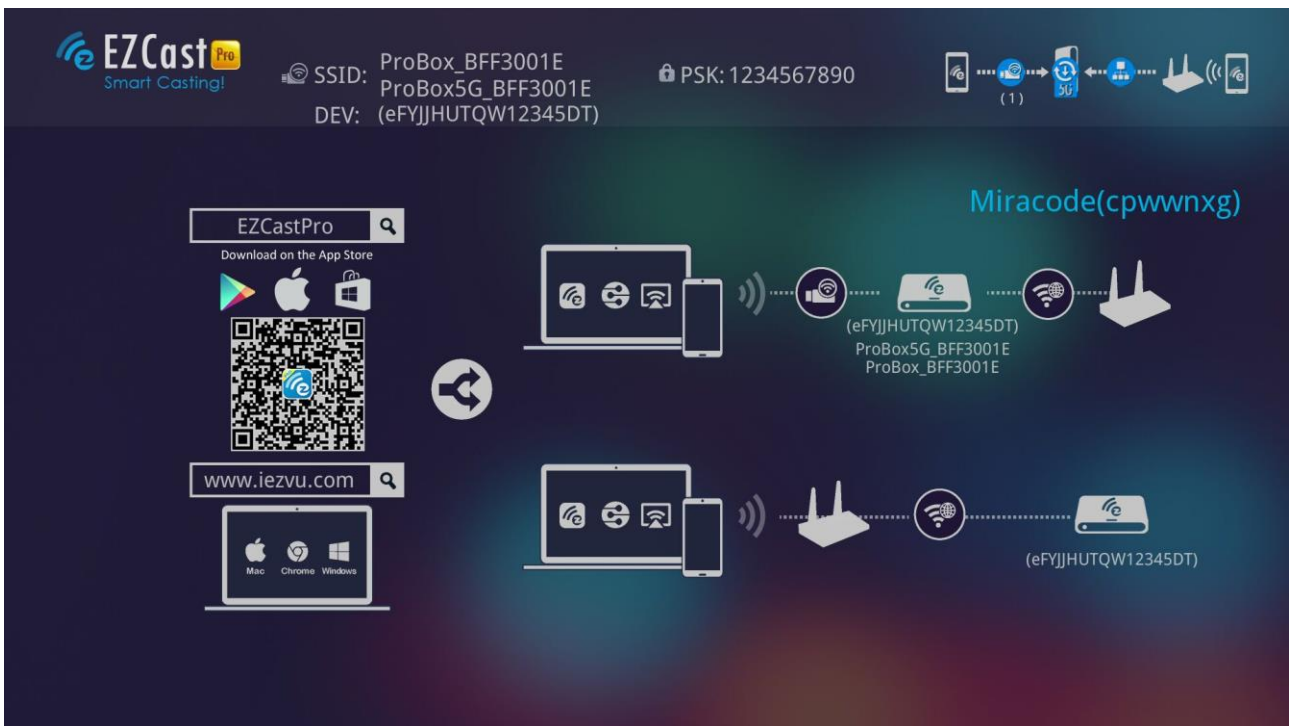 EZCast Pro
Smart Casting!
SSID: ProBox_BFF3001E
ProBox5G_BFF3001E
DEV: (eFYJJHUTQW12345DT)
PSK: 1234567890
5G
(1)
Miracode(cpwwnxg)
EZCastPro
Download on the App Store
(eFYJJHUTQW12345DT)
ProBox5G_BFF3001E
ProBox_BFF3001E
www.iezvu.com
Mac Chrome Windows
(eFYJJHUTQW12345DT)